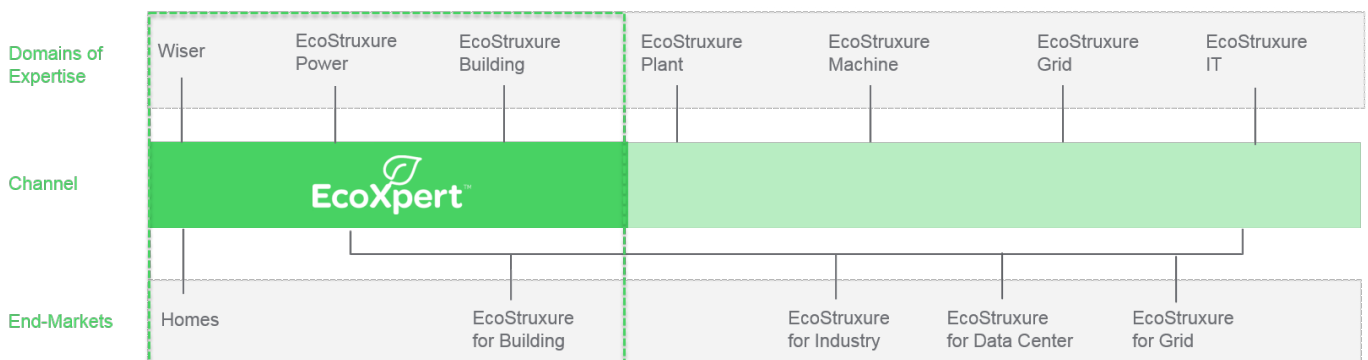 Domains of
Expertise
Wiser
EcoStruxure
Power
EcoStruxure
Building
EcoStruxure
Plant
EcoStruxure
Machine
EcoStruxure
Grid
EcoStruxure
IT
Channel
EcoXpert™
End-Markets
Homes
EcoStruxure
for Building
EcoStruxure
for Industry
EcoStruxure
for Data Center
EcoStruxure
for Grid